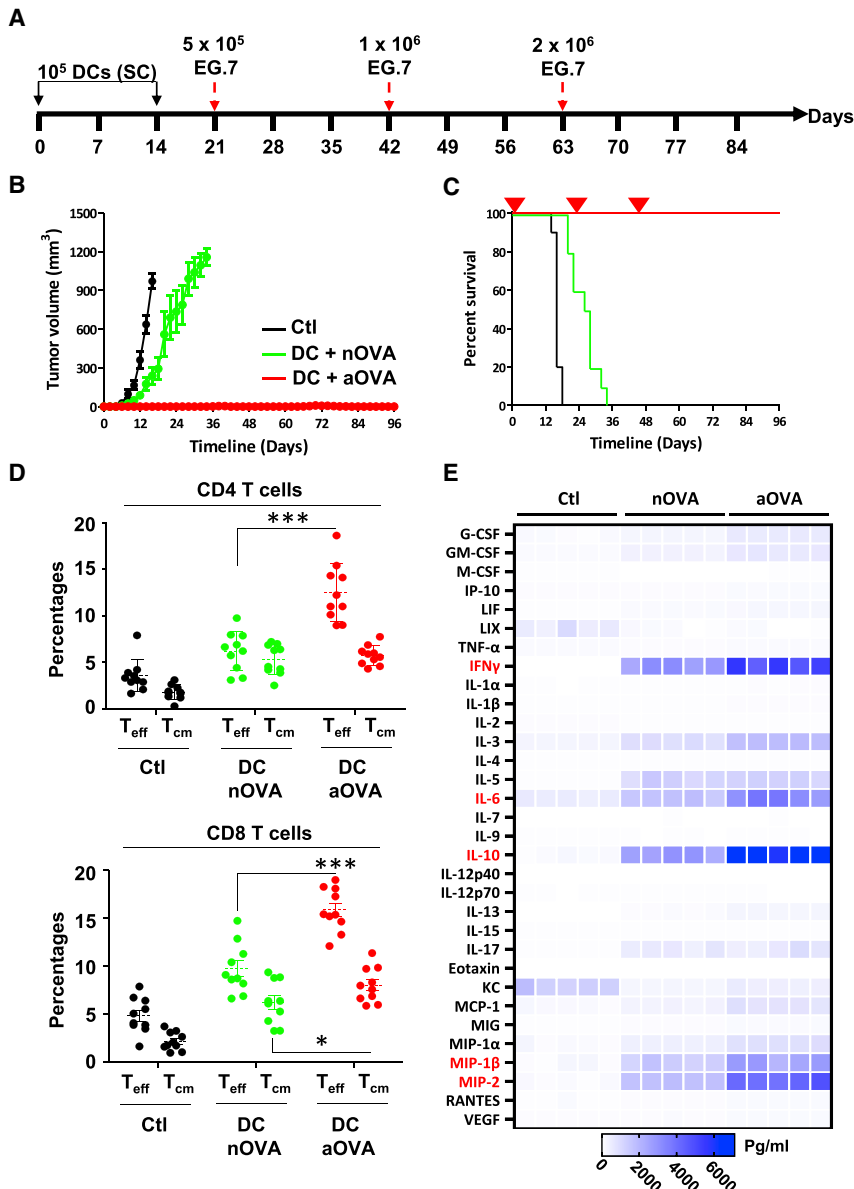 A
5 x 10⁵ 1 x 10⁶ 2 x 10⁶
10⁵ DCs (SC) EG.7 EG.7 EG.7
Days
0 7 14 21 28 35 42 49 56 63 70 77 84
B
Tumor volume (mm³)
1500
1200
900
600
300
0
Ctl
DC + nOVA
DC + aOVA
0 12 24 36 48 60 72 84 96
Timeline (Days)
C
Percent survival
100
80
60
40
20
0
0 12 24 36 48 60 72 84 96
Timeline (Days)
D
CD4 T cells
***
Percentages
20
15
10
5
0
Teff Tcm Teff Tcm Teff Tcm
Ctl DC DC
nOVA aOVA
CD8 T cells
***
Percentages
20
15
10
5
0
*
Teff Tcm Teff Tcm Teff Tcm
Ctl DC DC
nOVA aOVA
E
Ctl nOVA aOVA
G-CSF
GM-CSF
M-CSF
IP-10
LIF
LIX
TNF-α
IFNγ
IL-1α
IL-1β
IL-2
IL-3
IL-4
IL-5
IL-6
IL-7
IL-9
IL-10
IL-12p40
IL-12p70
IL-13
IL-15
IL-17
Eotaxin
KC
MCP-1
MIG
MIP-1α
MIP-1β
MIP-2
RANTES
VEGF
Pg/ml
0 2000 4000 6000